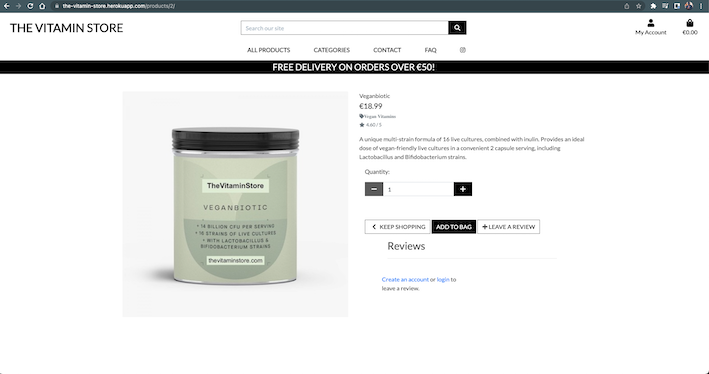 the-vitamin-store.herokuapp.com/products/2/
THE VITAMIN STORE
Search our site
My Account
€0.00
ALL PRODUCTS
CATEGORIES
CONTACT
FAQ
FREE DELIVERY ON ORDERS OVER €50!
TheVitaminStore
VEGANBIOTIC
• 14 BILLION CFU PER SERVING
• 16 STRAINS OF LIVE CULTURES
• WITH LACTOBACILLUS &
BIFIDOBACTERIUM STRAINS
thevitaminstore.com
Veganbiotic
€18.99
Vegan Vitamins
4.60 / 5
A unique multi-strain formula of 16 live cultures, combined with inulin. Provides an ideal
dose of vegan-friendly live cultures in a convenient 2 capsule serving, including
Lactobacillus and Bifidobacterium strains.
Quantity:
1
KEEP SHOPPING
ADD TO BAG
LEAVE A REVIEW
Reviews
Create an account or login to
leave a review.